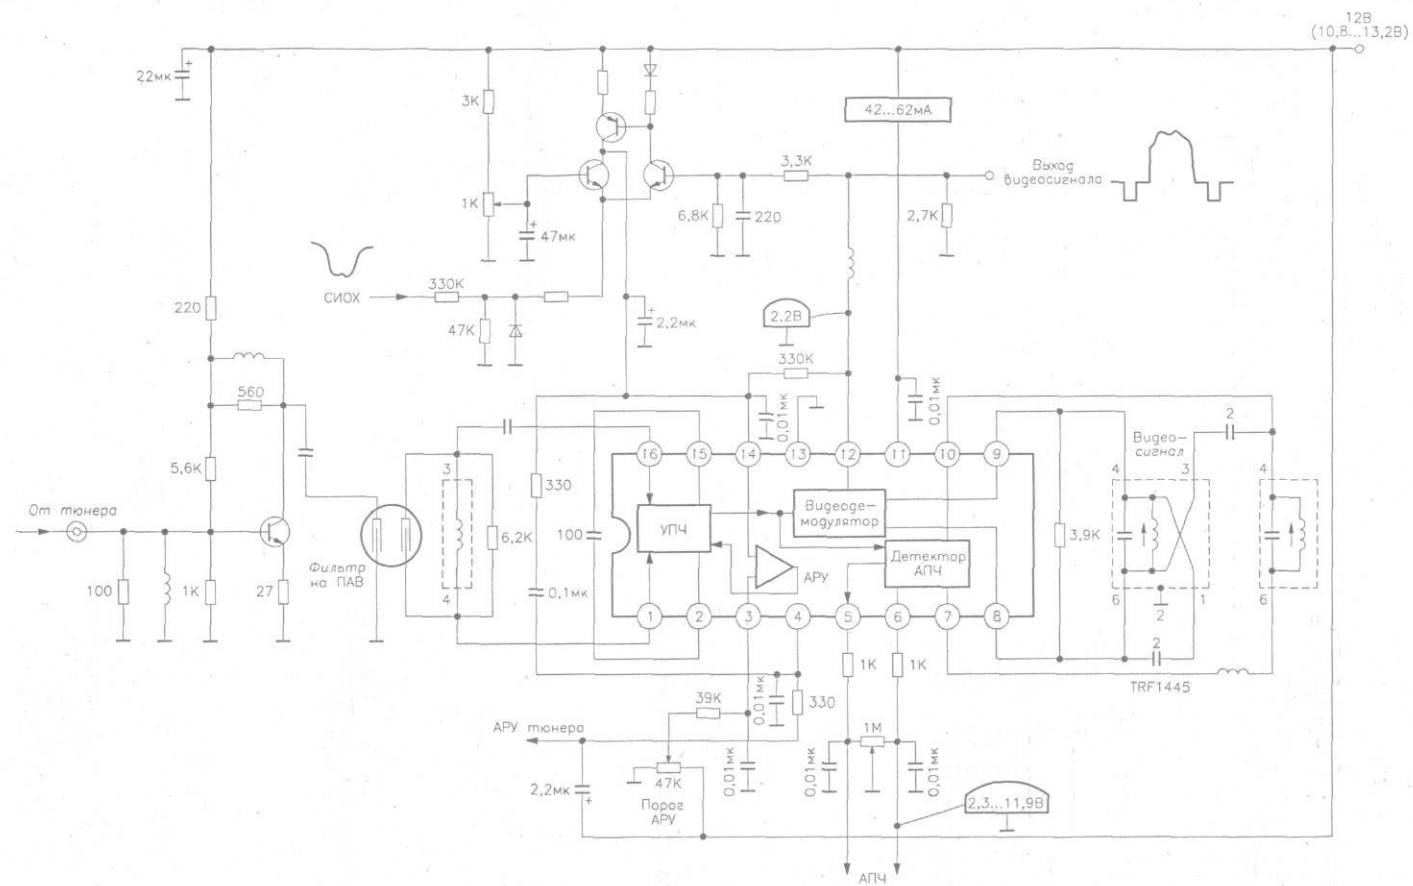 12В
(10,8...13,2В)
22мк
3К
42...62мА
3,3К
Выход
видеосигнала
1К
47мк
6,8К
220
2,7К
СИОХ
330К
47К
2,2мк
2,2В
330К
220
560
5,6К
0,01мк
0,01мк
2
Видео-
сигнал
16
15
14
13
12
11
10
9
3
4
3
4
330
100
УПЧ
Видеоде-
модулятор
Детектор
АПЧ
АРУ
6,2К
3,9К
От тюнера
Фильтр
на ПАВ
100
1К
27
0,1мк
4
6
2
1
6
1
2
3
4
5
6
7
8
2
TRF1445
1К
1К
39К
0,01мк
330
АРУ тюнера
1М
0,01мк
0,01мк
0,01мк
47К
2,2мк
Порог
АРУ
2,3...11,9В
АПЧ